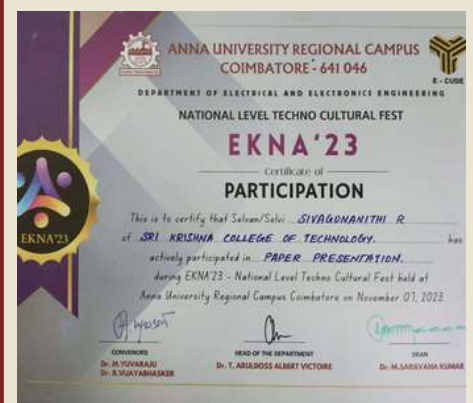 ANNA UNIVERSITY REGIONAL CAMPUS
COIMBATORE - 641 046
E - CUBE
DEPARTMENT OF ELECTRICAL AND ELECTRONICS ENGINEERING
NATIONAL LEVEL TECHNO CULTURAL FEST
EKNA'23
Certificate of
PARTICIPATION
This is to certify that Selvan/Selvi SIVAGUNANITHI R
of SRI KRISHNA COLLEGE OF TECHNOLOGY. has
actively participated in PAPER PRESENTATION.
during EKNA'23 - National Level Techno Cultural Fest held at
Anna University Regional Campus Coimbatore on November 07, 2023.
EKNA'23
CONVENORS
Dr. M.YUVARAJU
Dr. R.VIJAYABHASKER
HEAD OF THE DEPARTMENT
Dr. T. ARULDOSS ALBERT VICTOIRE
DEAN
Dr. M.SARAVANA KUMAR